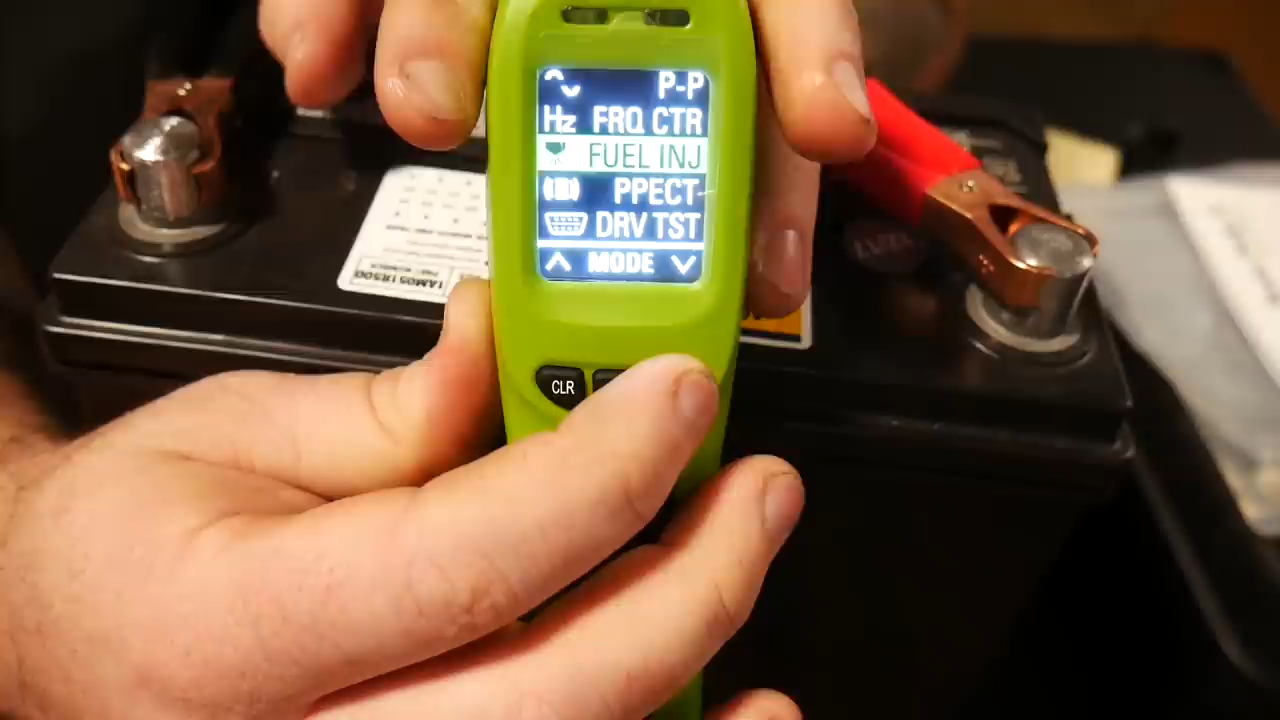 P-P
Hz FRQ CTR
FUEL INJ
PPECT
DRV TST
MODE
CLR